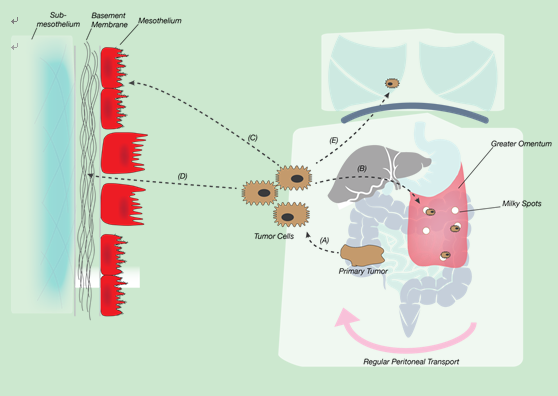 Sub-
mesothelium
Basement
Membrane
Mesothelium
(C)
(E)
(D)
(B)
Greater Omentum
Milky Spots
Tumor Cells
(A)
Primary Tumor
Regular Peritoneal Transport